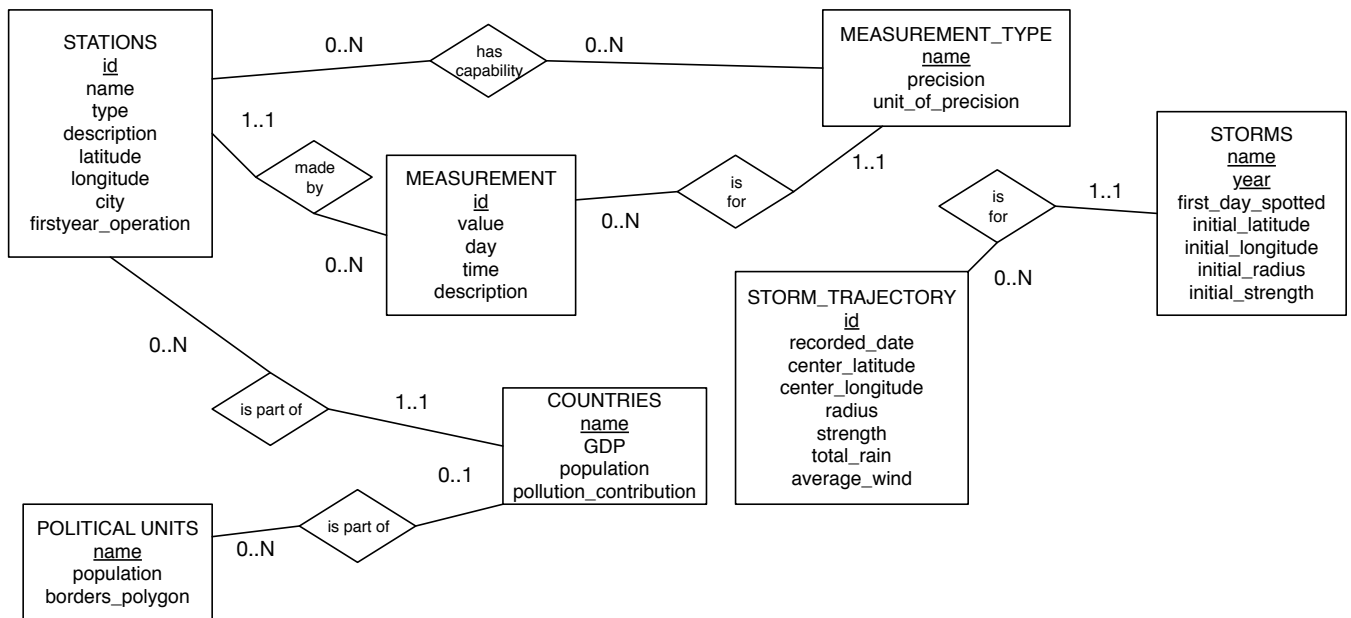 STATIONS
id
name
type
description
latitude
longitude
city
firstyear_operation
0..N
has
capability
0..N
MEASUREMENT_TYPE
name
precision
unit_of_precision
1..1
made
by
0..N
MEASUREMENT
id
value
day
time
description
0..N
is
for
1..1
STORMS
name
year
first_day_spotted
initial_latitude
initial_longitude
initial_radius
initial_strength
1..1
is
for
0..N
STORM_TRAJECTORY
id
recorded_date
center_latitude
center_longitude
radius
strength
total_rain
average_wind
0..N
is part of
1..1
COUNTRIES
name
GDP
population
pollution_contribution
0..1
is part of
0..N
POLITICAL UNITS
name
population
borders_polygon